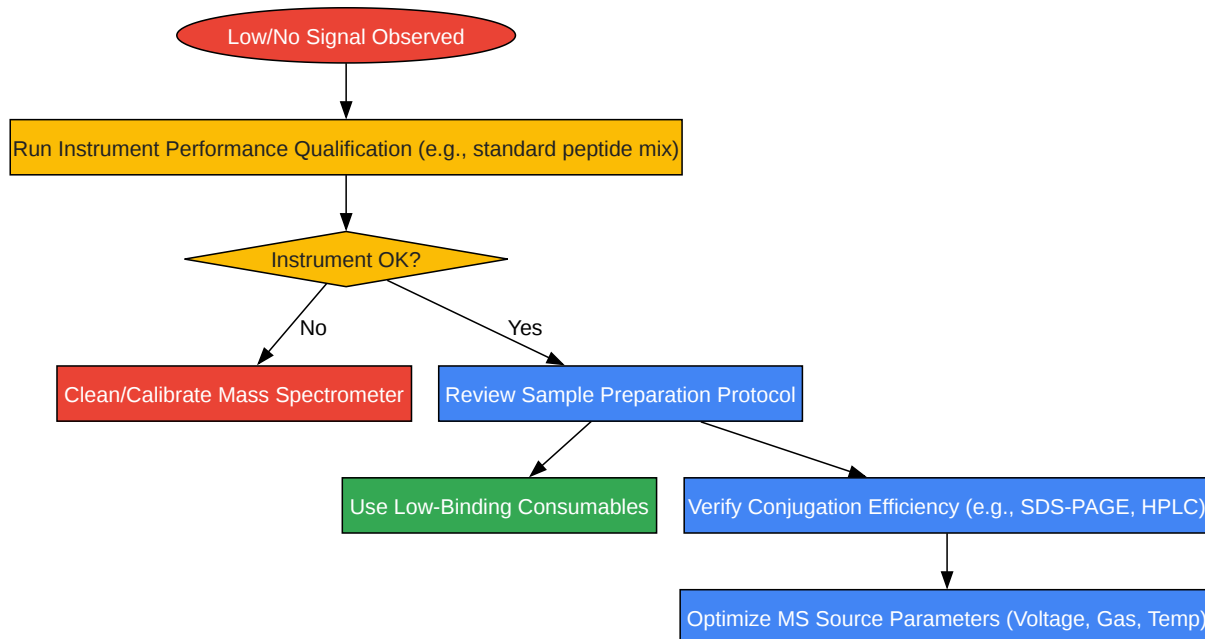 Low/No Signal Observed
Run Instrument Performance Qualification (e.g., standard peptide mix)
Instrument OK?
No
Yes
Clean/Calibrate Mass Spectrometer
Review Sample Preparation Protocol
Use Low-Binding Consumables
Verify Conjugation Efficiency (e.g., SDS-PAGE, HPLC)
Optimize MS Source Parameters (Voltage, Gas, Temp)